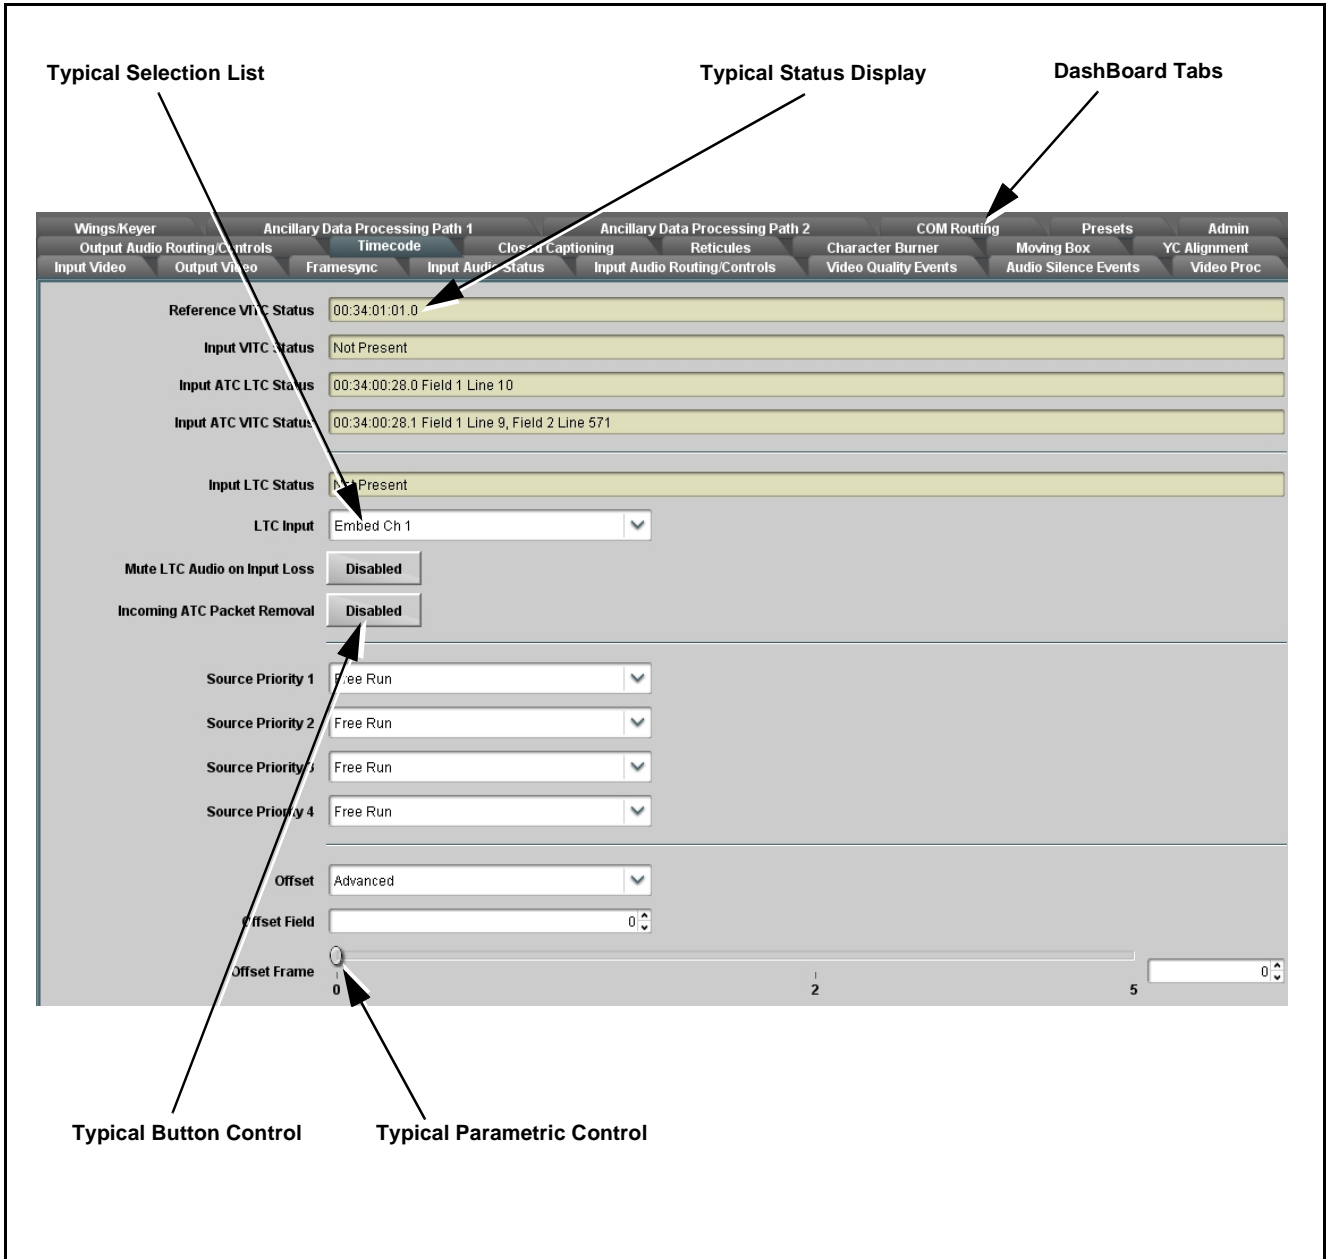 Typical Selection List Typical Status Display DashBoard Tabs
Wings/Keyer Ancillary Data Processing Path 1 Ancillary Data Processing Path 2 COM Routing Presets Admin
Output Audio Routing/Controls Timecode Closed Captioning Reticules Character Burner Moving Box YC Alignment
Input Video Output Video Framesync Input Audio Status Input Audio Routing/Controls Video Quality Events Audio Silence Events Video Proc
Reference VITC Status 00:34:01:01.0
Input VITC Status Not Present
Input ATC LTC Status 00:34:00:28.0 Field 1 Line 10
Input ATC VITC Status 00:34:00:28.1 Field 1 Line 9, Field 2 Line 571
Input LTC Status Not Present
LTC Input Embed Ch 1
Mute LTC Audio on Input Loss Disabled
Incoming ATC Packet Removal Disabled
Source Priority 1 Free Run
Source Priority 2 Free Run
Source Priority 3 Free Run
Source Priority 4 Free Run
Offset Advanced
Offset Field 0
Offset Frame 0
0 2 5
Typical Button Control Typical Parametric Control